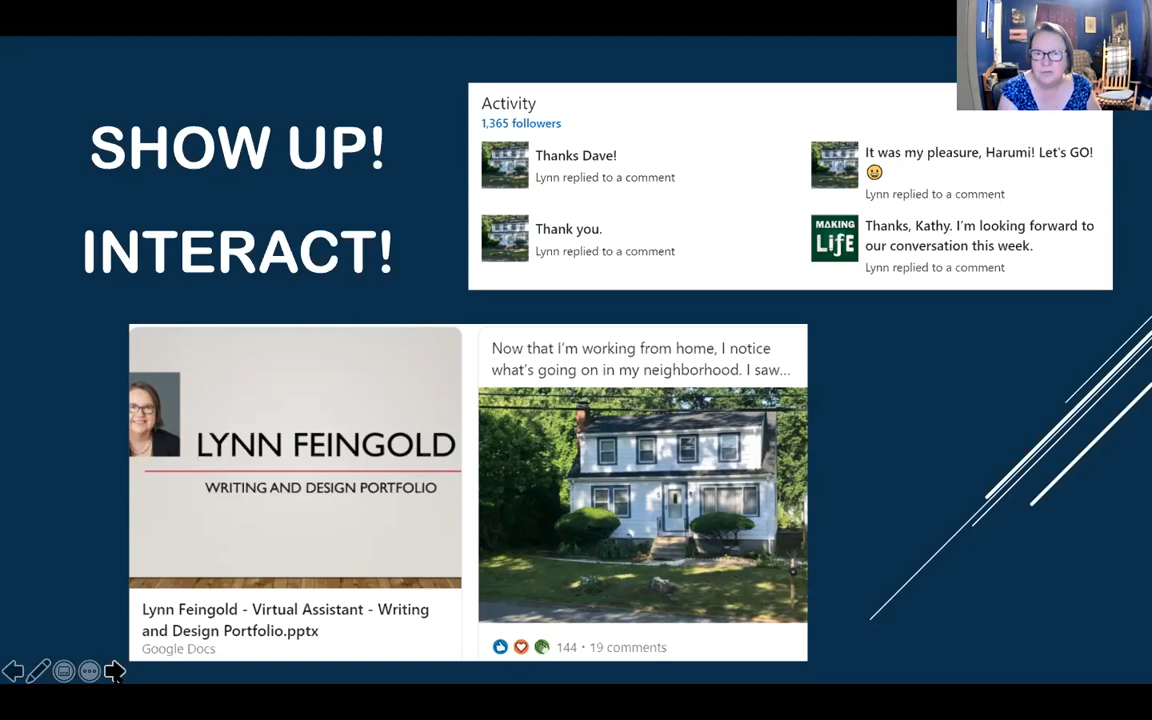 SHOW UP!
INTERACT!
Activity
1,365 followers
Thanks Dave!
Lynn replied to a comment
It was my pleasure, Harumi! Let's GO!
😀
Lynn replied to a comment
Thank you.
Lynn replied to a comment
MAKING
LiFE
Thanks, Kathy. I'm looking forward to
our conversation this week.
Lynn replied to a comment
LYNN FEINGOLD
WRITING AND DESIGN PORTFOLIO
Lynn Feingold - Virtual Assistant - Writing
and Design Portfolio.pptx
Google Docs
Now that I'm working from home, I notice
what's going on in my neighborhood. I saw...
144 • 19 comments